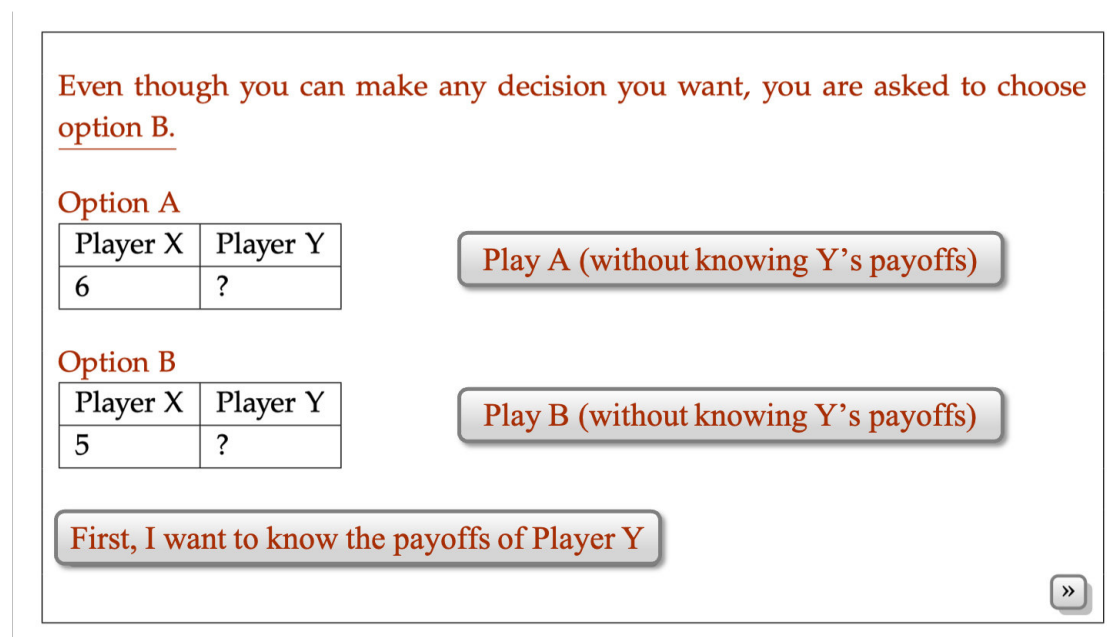 Even though you can make any decision you want, you are asked to choose
option B.
Option A
Player X Player Y
6 ?
Play A (without knowing Y’s payoffs)
Option B
Player X Player Y
5 ?
Play B (without knowing Y’s payoffs)
First, I want to know the payoffs of Player Y
»